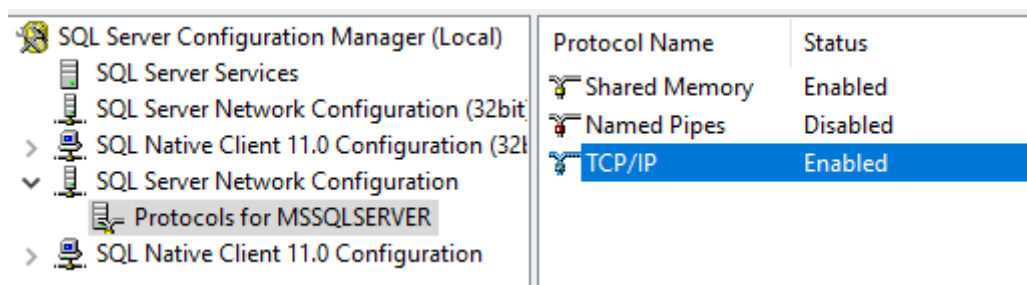 SQL Server Configuration Manager (Local)
SQL Server Services
SQL Server Network Configuration (32bit
SQL Native Client 11.0 Configuration (32b
SQL Server Network Configuration
Protocols for MSSQLSERVER
SQL Native Client 11.0 Configuration
Protocol Name Status
Shared Memory Enabled
Named Pipes Disabled
TCP/IP Enabled